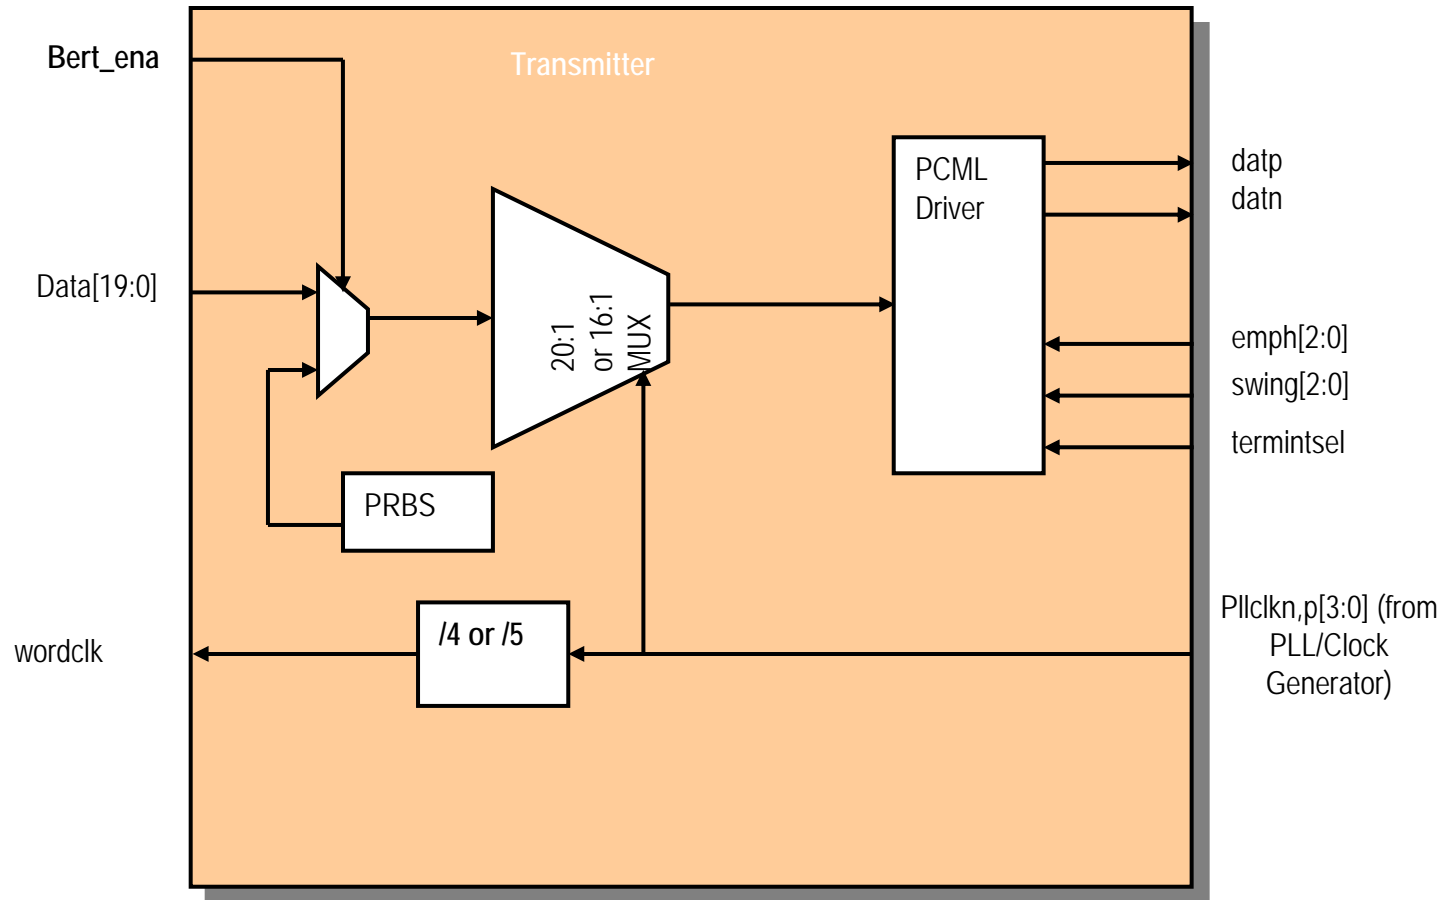 Bert_ena
Transmitter
PCML
Driver
datp
datn
Data[19:0]
20:1
or 16:1
MUX
emph[2:0]
swing[2:0]
termintsel
PRBS
/4 or /5
wordclk
Pllclkn,p[3:0] (from
PLL/Clock
Generator)